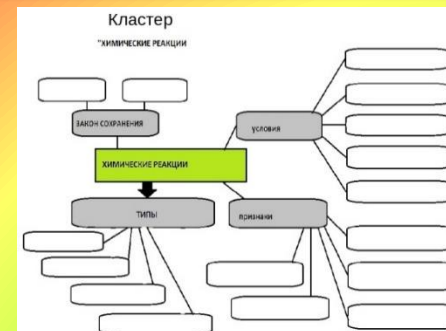 Кластер
"ХИМИЧЕСКИЕ РЕАКЦИИ
ЗАКОН СОХРАНЕНИЯ
условия
ХИМИЧЕСКИЕ РЕАКЦИИ
ТИПЫ
признаки